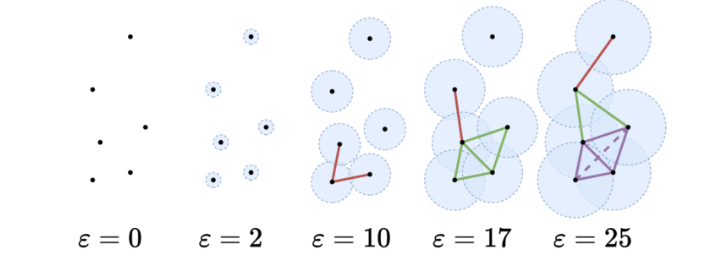 ε = 0 ε = 2 ε = 10 ε = 17 ε = 25